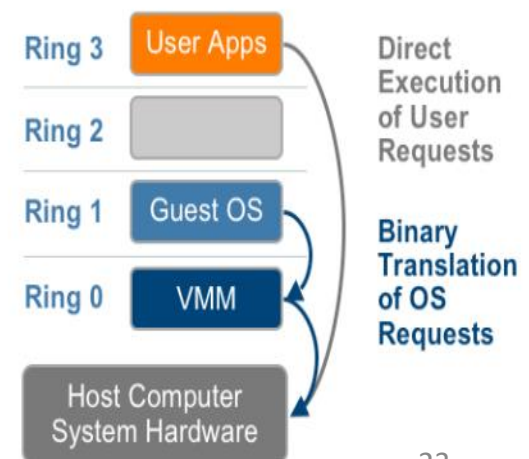 Ring 3
User Apps
Direct
Execution
of User
Requests
Ring 2
Ring 1
Guest OS
Binary
Translation
of OS
Requests
Ring 0
VMM
Host Computer
System Hardware